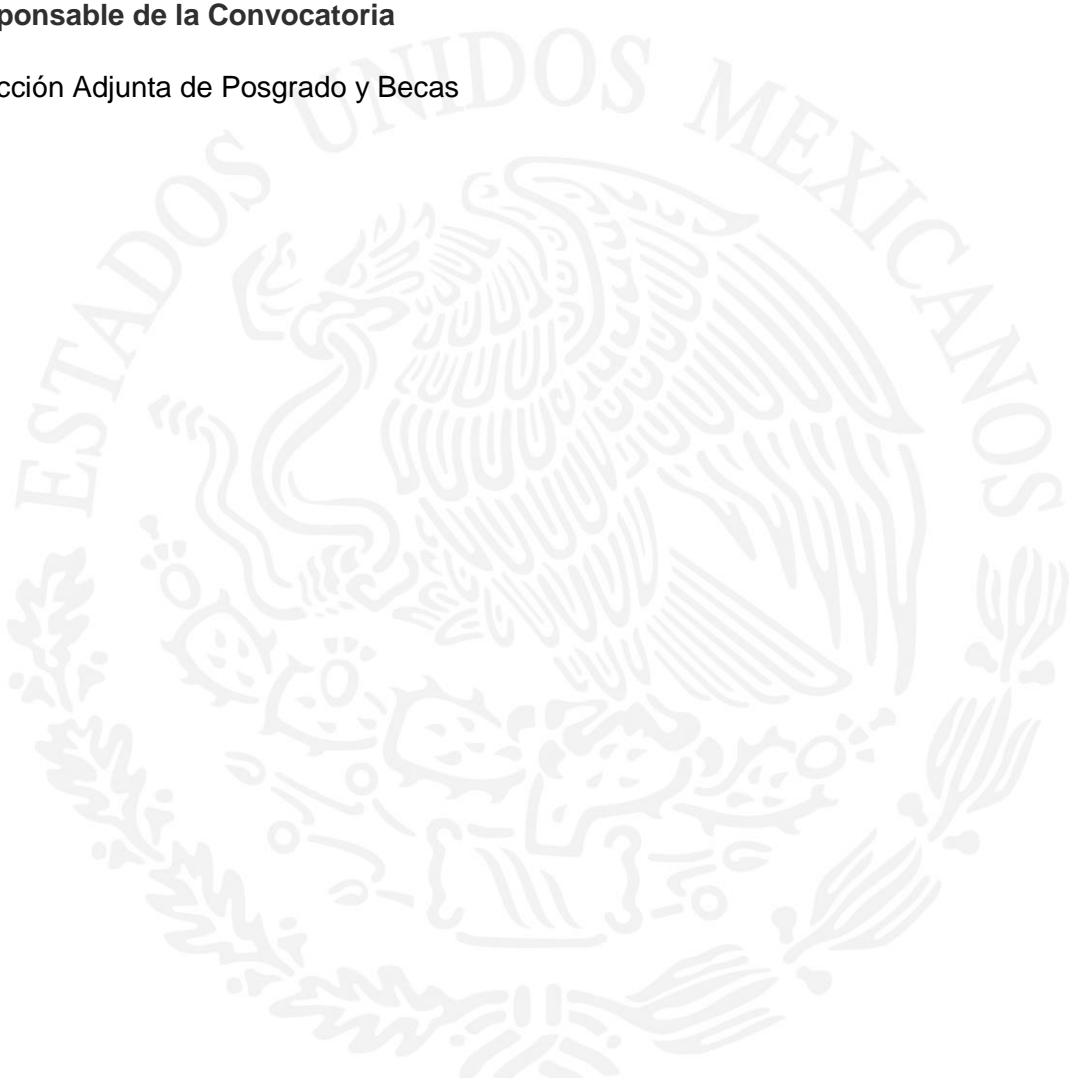 ponsable de la Convocatoria
cción Adjunta de Posgrado y Becas
ESTADOS UNIDOS MEXICANOS